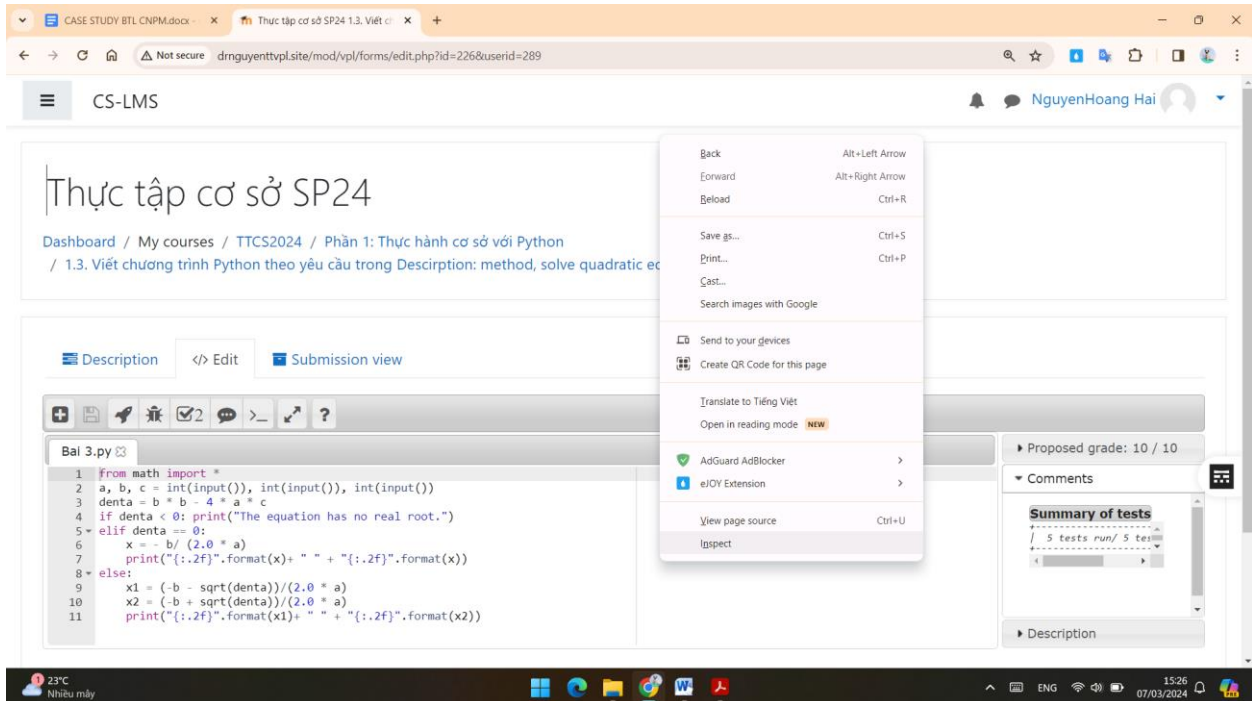 CASE STUDY BTL CNPM.docx -
Thực tập cơ sở SP24 1.3. Viết ch
Not secure drnguyenttvpl.site/mod/vpl/forms/edit.php?id=226&userid=289
CS-LMS
NguyenHoang Hai
Thực tập cơ sở SP24
Dashboard / My courses / TTCS2024 / Phần 1: Thực hành cơ sở với Python
/ 1.3. Viết chương trình Python theo yêu cầu trong Descirption: method, solve quadratic ec
Back Alt+Left Arrow
Forward Alt+Right Arrow
Reload Ctrl+R
Save as... Ctrl+S
Print... Ctrl+P
Cast...
Search images with Google
Send to your devices
Create QR Code for this page
Translate to Tiếng Việt
Open in reading mode NEW
AdGuard AdBlocker
eJOY Extension
View page source Ctrl+U
Inspect
Description </> Edit Submission view
2 >_ ?
Bai 3.py
1 from math import *
2 a, b, c = int(input()), int(input()), int(input())
3 denta = b * b - 4 * a * c
4 if denta < 0: print("The equation has no real root.")
5 elif denta == 0:
6 x = - b/ (2.0 * a)
7 print("{:.2f}".format(x)+ " " + "{:.2f}".format(x))
8 else:
9 x1 = (-b - sqrt(denta))/(2.0 * a)
10 x2 = (-b + sqrt(denta))/(2.0 * a)
11 print("{:.2f}".format(x1)+ " " + "{:.2f}".format(x2))
Proposed grade: 10 / 10
Comments
Summary of tests
+------------------------
| 5 tests run/ 5 tes
+------------------------
Description
1
23°C
Nhiều mây
ENG
15:26
07/03/2024